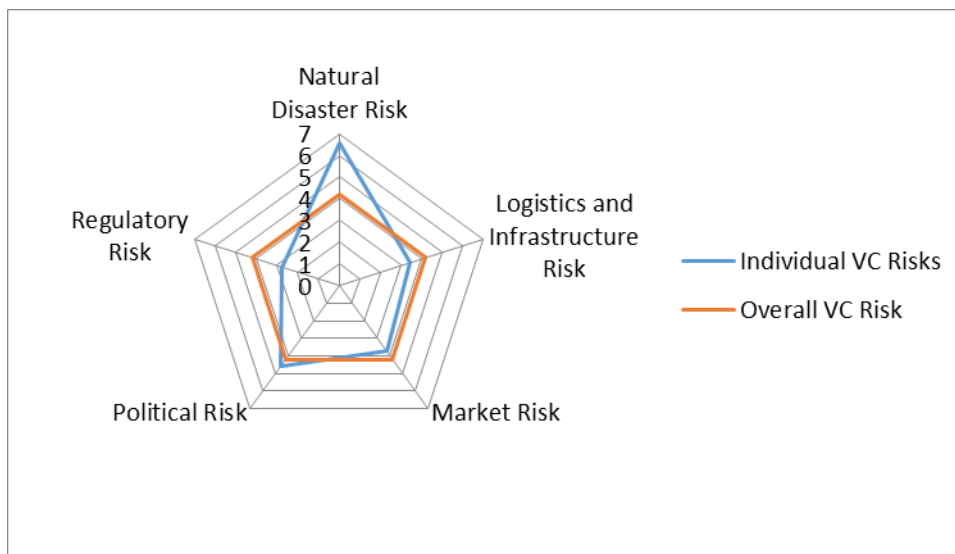 Natural
Disaster Risk
7
6
5
4
3
2
1
0
Logistics and
Infrastructure
Risk
Regulatory
Risk
Political Risk
Market Risk
Individual VC Risks
Overall VC Risk